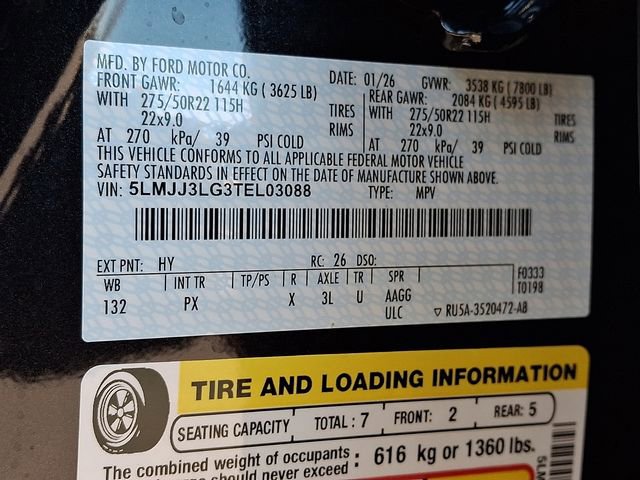 MFD. BY FORD MOTOR CO. DATE: 01/26 GVWR: 3538 KG ( 7800 LB)
FRONT GAWR: 1644 KG ( 3625 LB) REAR GAWR: 2084 KG ( 4595 LB)
WITH 275/50R22 115H TIRES WITH 275/50R22 115H TIRES
22x9.0 RIMS 22x9.0 RIMS
AT 270 kPa/ 39 PSI COLD AT 270 kPa/ 39 PSI COLD
THIS VEHICLE CONFORMS TO ALL APPLICABLE FEDERAL MOTOR VEHICLE
SAFETY STANDARDS IN EFFECT ON THE DATE OF MANUFACTURE SHOWN ABOVE.
VIN: 5LMJJ3LG3TEL03088 TYPE: MPV
EXT PNT: HY RC: 26 DSO:
WB INT TR TP/PS R AXLE TR SPR F0333
132 PX X 3L U AAGG T0198
ULC ▽ RU5A-3520472-AB
TIRE AND LOADING INFORMATION
SEATING CAPACITY TOTAL : 7 FRONT: 2 REAR: 5
The combined weight of occupants : 616 kg or 1360 lbs.
should never exceed
5LM